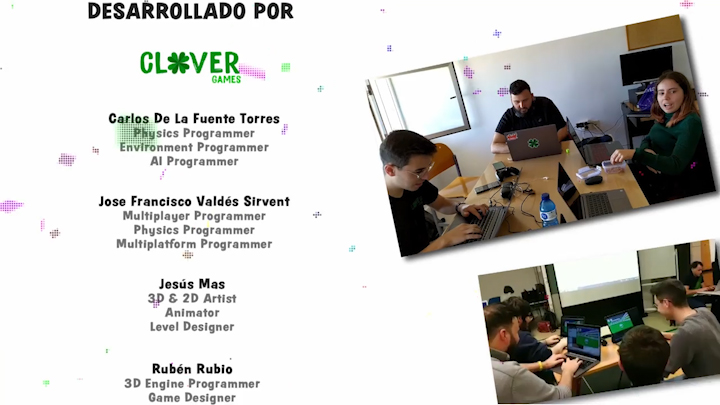 DESARROLLADO POR
CLOVER
GAMES
Carlos De La Fuente Torres
Physics Programmer
Environment Programmer
AI Programmer
Jose Francisco Valdés Sirvent
Multiplayer Programmer
Physics Programmer
Multiplatform Programmer
Jesús Mas
3D & 2D Artist
Animator
Level Designer
Rubén Rubio
3D Engine Programmer
Game Designer